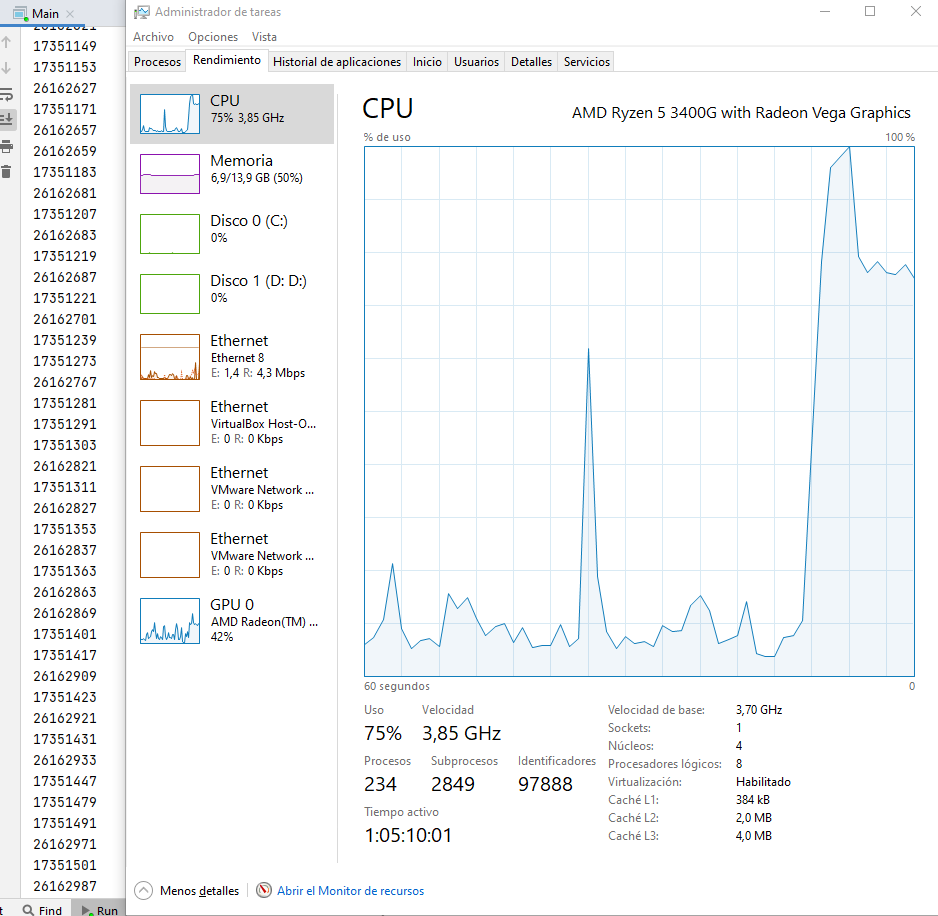 Main
26162621
17351149
17351153
26162627
17351171
26162657
26162659
17351183
26162681
17351207
26162683
17351219
26162687
17351221
26162701
17351239
17351273
26162767
17351281
17351291
17351303
26162821
17351311
26162827
17351353
26162837
17351363
26162863
26162869
17351401
17351417
26162909
17351423
26162921
17351431
26162933
17351447
17351479
17351491
26162971
17351501
26162987
Find
Run
Administrador de tareas
Archivo Opciones Vista
Procesos Rendimiento Historial de aplicaciones Inicio Usuarios Detalles Servicios
CPU
75% 3,85 GHz
Memoria
6,9/13,9 GB (50%)
Disco 0 (C:)
0%
Disco 1 (D: D:)
0%
Ethernet
Ethernet 8
E: 1,4 R: 4,3 Mbps
Ethernet
VirtualBox Host-O...
E: 0 R: 0 Kbps
Ethernet
VMware Network ...
E: 0 R: 0 Kbps
Ethernet
VMware Network ...
E: 0 R: 0 Kbps
GPU 0
AMD Radeon(TM) ...
42%
CPU AMD Ryzen 5 3400G with Radeon Vega Graphics
% de uso 100 %
60 segundos 0
Uso Velocidad
75% 3,85 GHz
Procesos Subprocesos Identificadores
234 2849 97888
Tiempo activo
1:05:10:01
Velocidad de base: 3,70 GHz
Sockets: 1
Núcleos: 4
Procesadores lógicos: 8
Virtualización: Habilitado
Caché L1: 384 kB
Caché L2: 2,0 MB
Caché L3: 4,0 MB
Menos detalles Abrir el Monitor de recursos